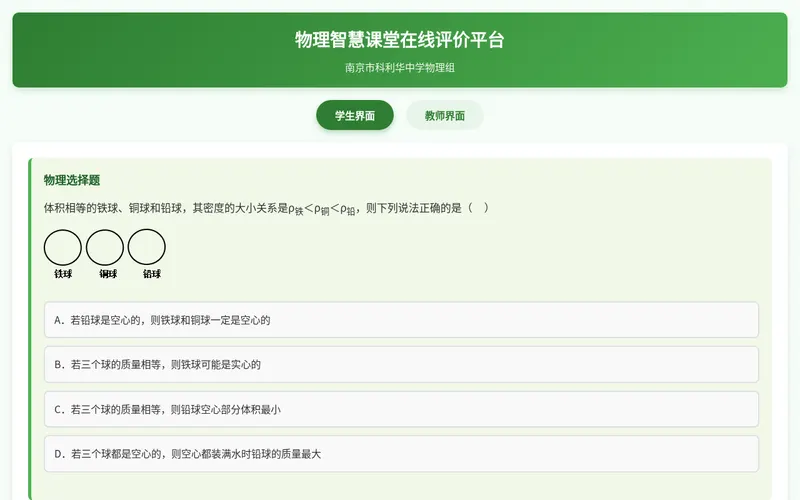 物理智慧课堂在线评价平台
南京市科利华中学物理组
学生界面 教师界面
物理选择题
体积相等的铁球、铜球和铅球，其密度的大小关系是ρ铁＜ρ铜＜ρ铅，则下列说法正确的是（　）
铁球 铜球 铅球
A．若铅球是空心的，则铁球和铜球一定是空心的
B．若三个球的质量相等，则铁球可能是实心的
C．若三个球的质量相等，则铅球空心部分体积最小
D．若三个球都是空心的，则空心都装满水时铅球的质量最大